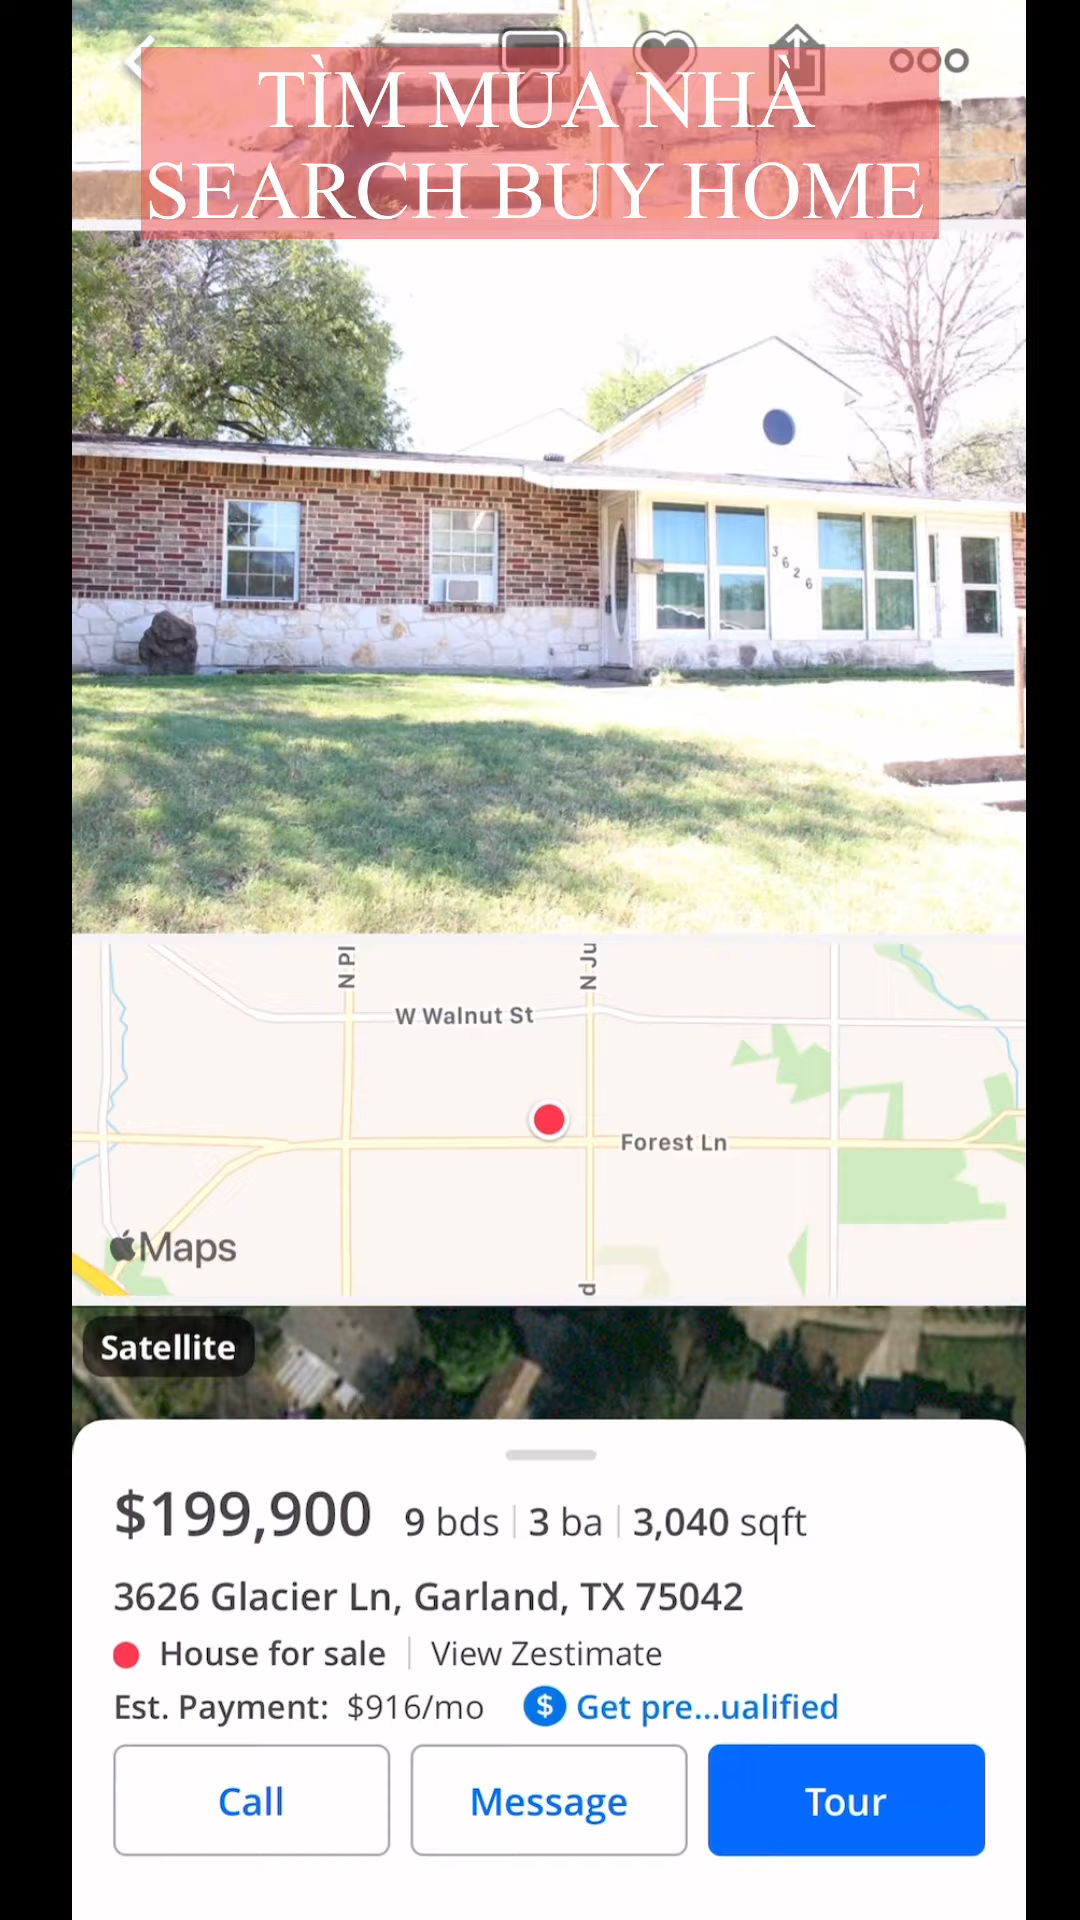 TÌM MUA NHÀ
SEARCH BUY HOME
3626
N Pl
N Ju
W Walnut St
Forest Ln
d
Maps
Satellite
$199,900 9 bds | 3 ba | 3,040 sqft
3626 Glacier Ln, Garland, TX 75042
House for sale | View Zestimate
Est. Payment: $916/mo $ Get pre...ualified
Call Message Tour